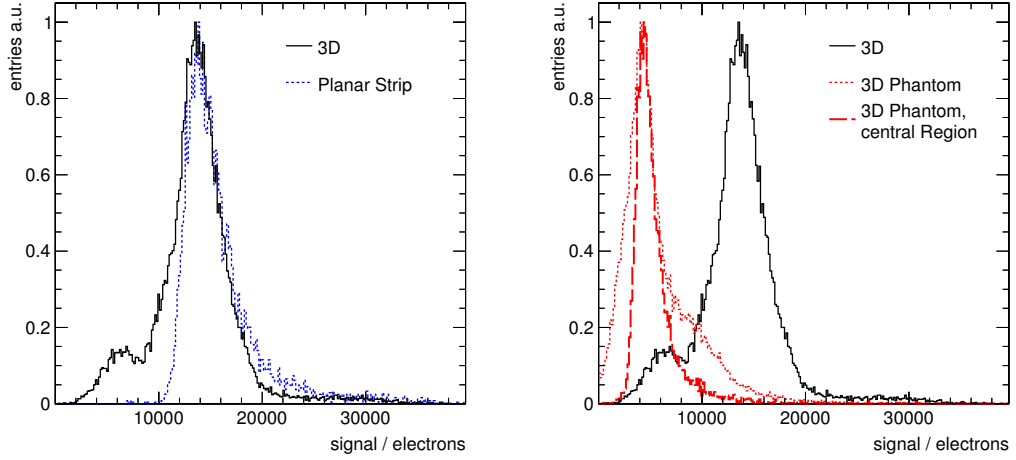 entries a.u.
1
0.8
0.6
0.4
0.2
0
3D
Planar Strip
10000 20000 30000
signal / electrons
entries a.u.
1
0.8
0.6
0.4
0.2
0
3D
3D Phantom
3D Phantom,
central Region
10000 20000 30000
signal / electrons